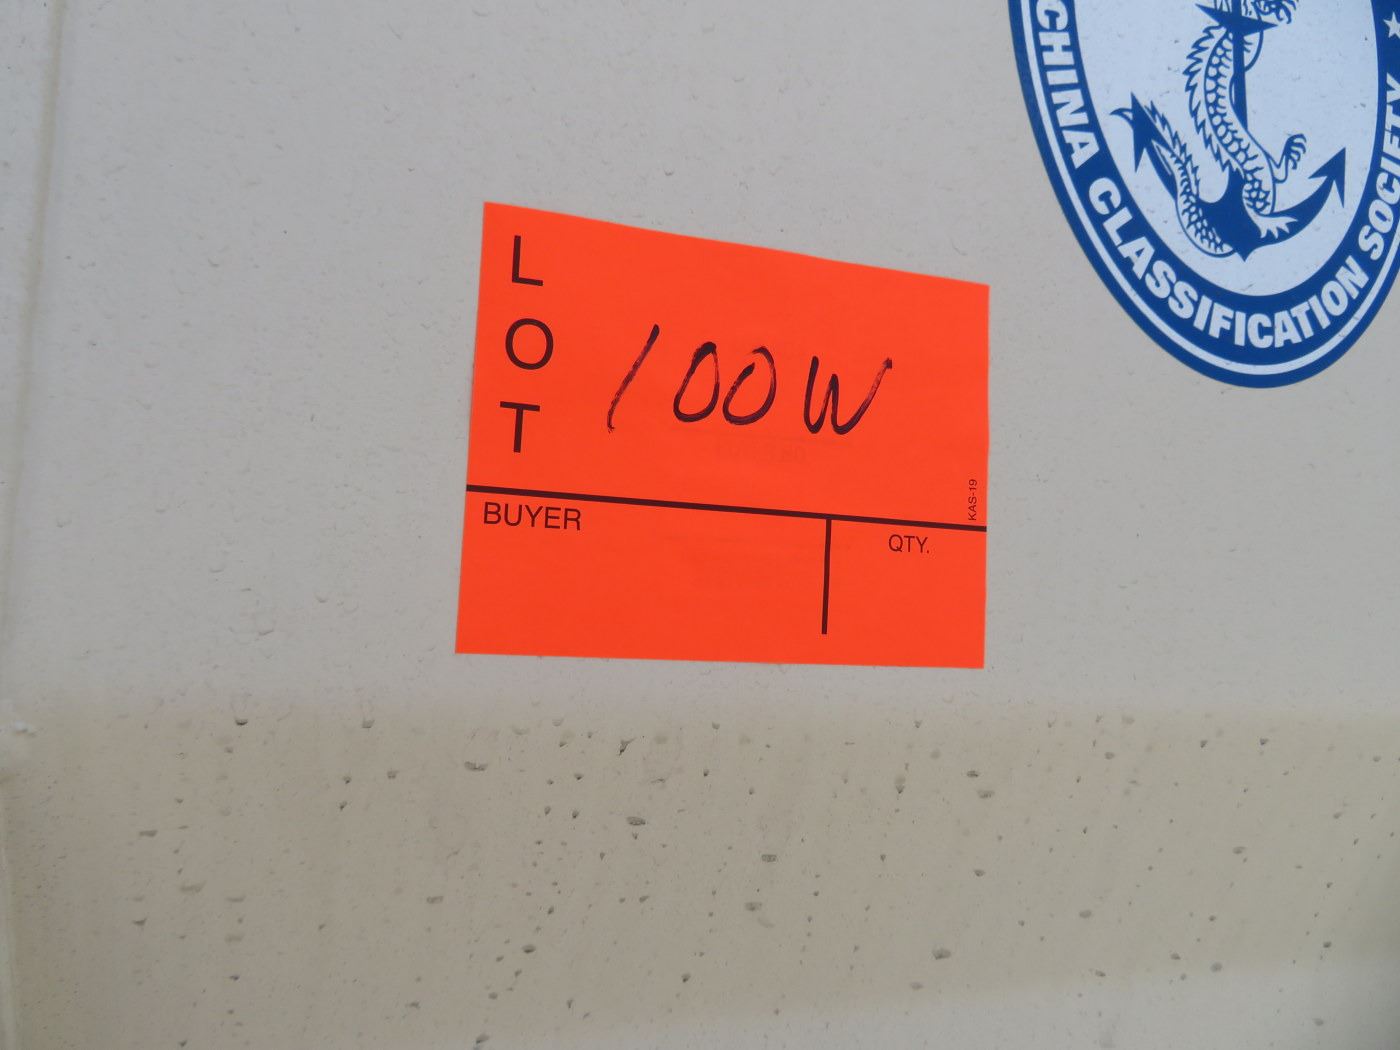 CHINA CLASSIFICATION SOCIETY
LOT
100W
KAS-19
BUYER
QTY.